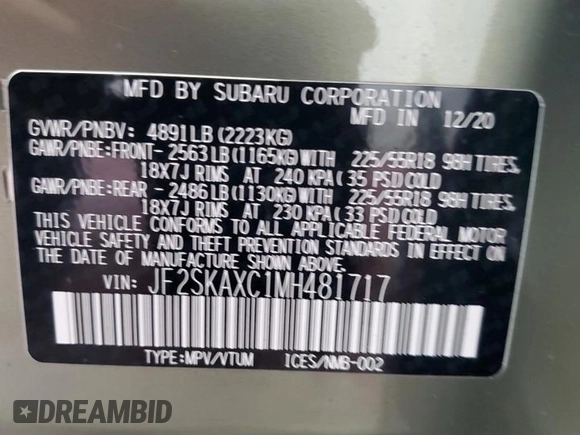 MFD BY SUBARU CORPORATION
MFD IN 12/20
GVWR/PNBV: 4891LB(2223KG)
GAWR/PNBE:FRONT-2563LB(1165KG)WITH 225/55R18 98H TIRES,
18X7J RIMS AT 240 KPA(35 PSI)COLD
GAWR/PNBE:REAR -2486LB(1130KG)WITH 225/55R18 98H TIRES,
18X7J RIMS AT 230 KPA(33 PSI)COLD
THIS VEHICLE CONFORMS TO ALL APPLICABLE FEDERAL MOTOR
VEHICLE SAFETY AND THEFT PREVENTION STANDARDS IN EFFECT ON
THE DATE OF MANUFACTURE SHOWN ABOVE.
VIN: JF2SKAXC1MH481717
TYPE:MPV/VTUM ICES/NMB-002
DREAMBID